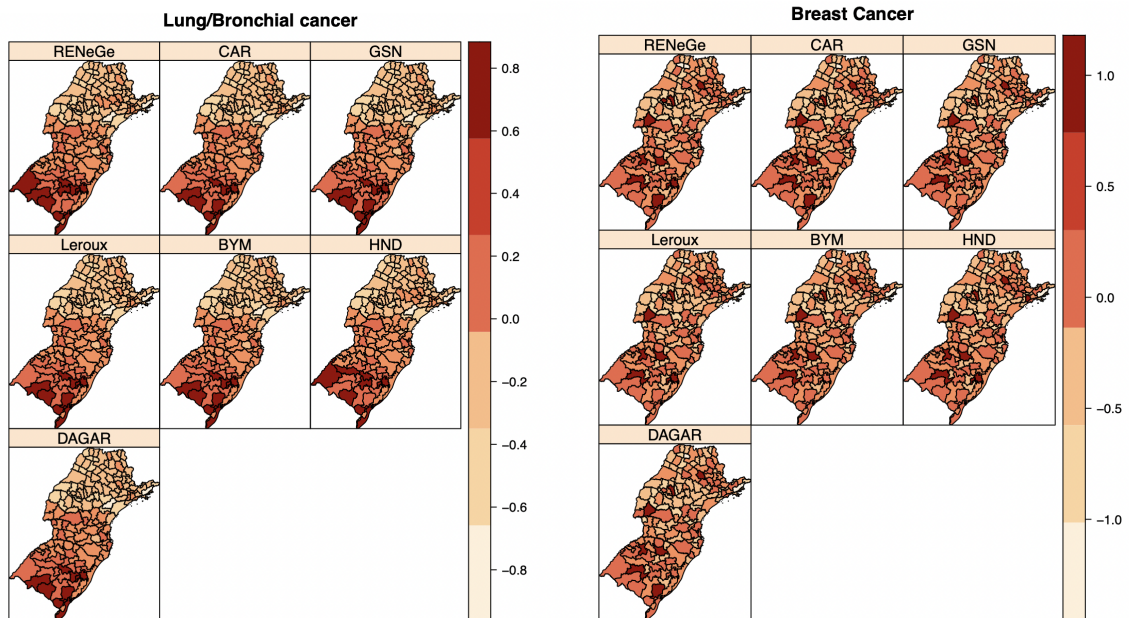 Lung/Bronchial cancer
RENeGe CAR GSN
Leroux BYM HND
DAGAR
0.8
0.6
0.4
0.2
0.0
−0.2
−0.4
−0.6
−0.8
Breast Cancer
RENeGe CAR GSN
Leroux BYM HND
DAGAR
1.0
0.5
0.0
−0.5
−1.0